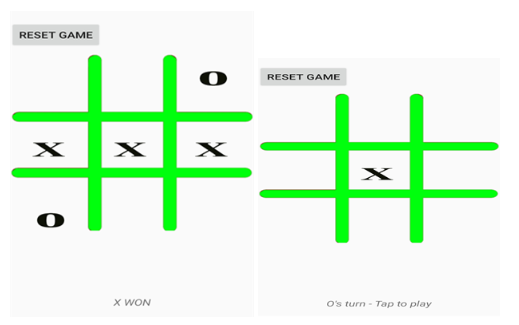 RESET GAME
O
X X X
O
X WON
RESET GAME
X
O's turn - Tap to play